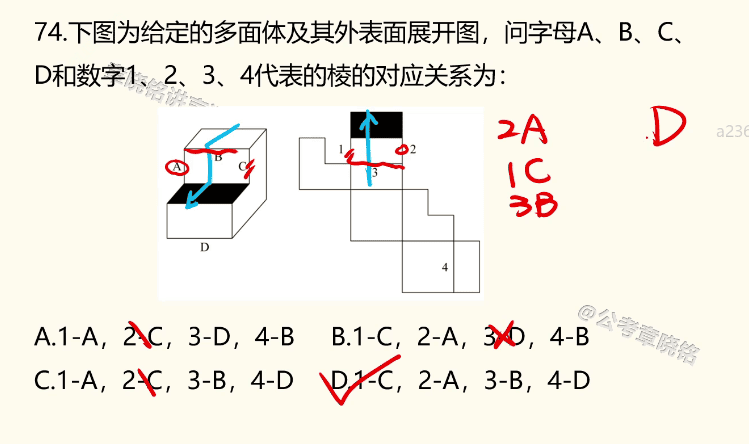 74.下图为给定的多面体及其外表面展开图，问字母A、B、C、
D和数字1、2、3、4代表的棱的对应关系为：
A
B
C
D
1
2
3
4
2A
1C
3B
D
a236
A.1-A，2-C，3-D，4-B
B.1-C，2-A，3-D，4-B
C.1-A，2-C，3-B，4-D
D.1-C，2-A，3-B，4-D
@公考章晓铭